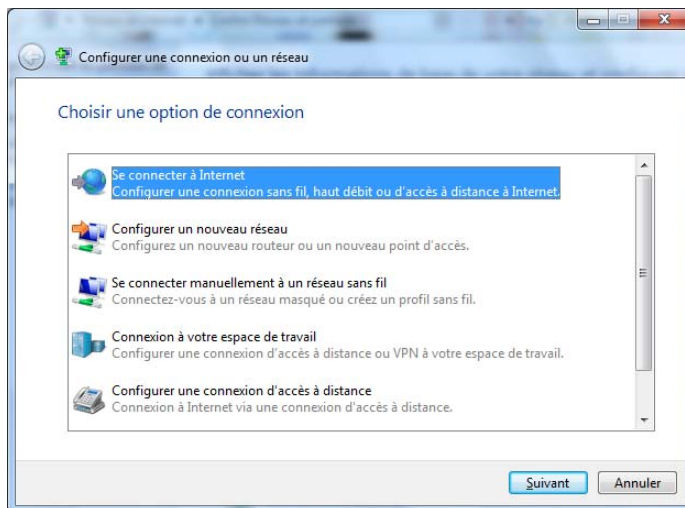 Configurer une connexion ou un réseau
Choisir une option de connexion
Se connecter à Internet
Configurer une connexion sans fil, haut débit ou d'accès à distance à Internet.
Configurer un nouveau réseau
Configurez un nouveau routeur ou un nouveau point d'accès.
Se connecter manuellement à un réseau sans fil
Connectez-vous à un réseau masqué ou créez un profil sans fil.
Connexion à votre espace de travail
Configurer une connexion d'accès à distance ou VPN à votre espace de travail.
Configurer une connexion d'accès à distance
Connexion à Internet via une connexion d'accès à distance.
Suivant
Annuler